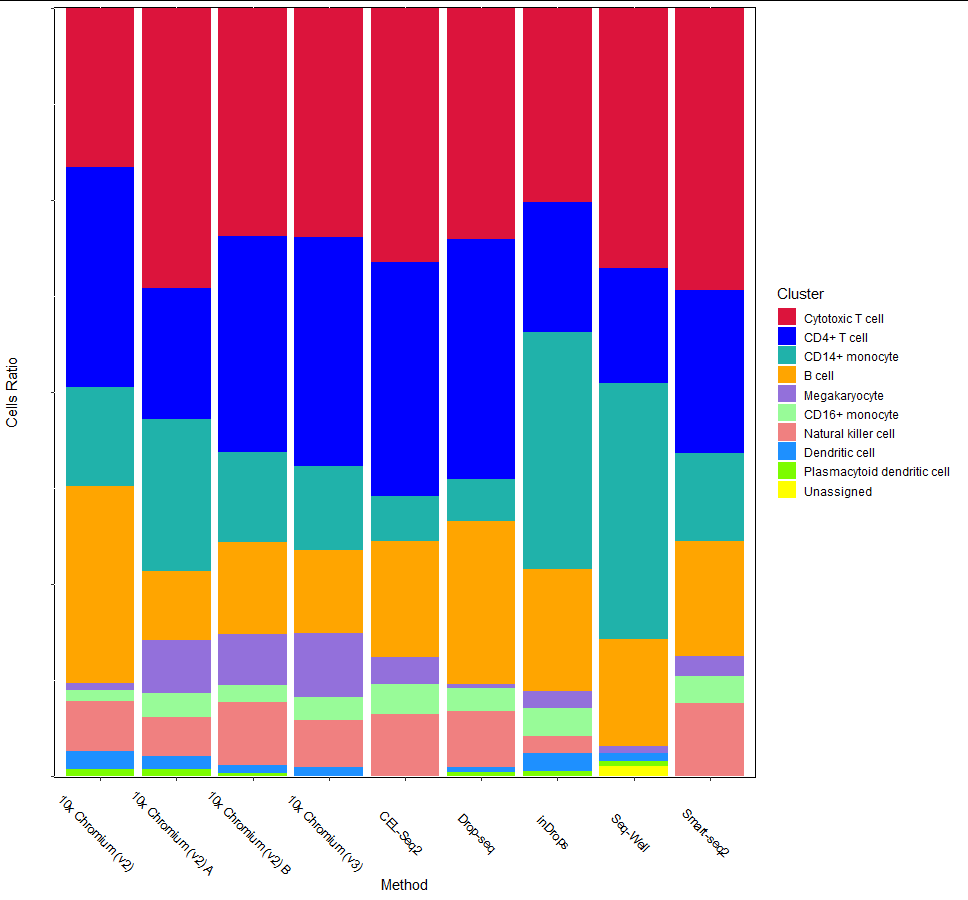 Cells Ratio
10x Chromium (v2)
10x Chromium (v2) A
10x Chromium (v2) B
10x Chromium (v3)
CEL-Seq2
Drop-seq
inDrops
Seq-Well
Smart-seq2
Method
Cluster
Cytotoxic T cell
CD4+ T cell
CD14+ monocyte
B cell
Megakaryocyte
CD16+ monocyte
Natural killer cell
Dendritic cell
Plasmacytoid dendritic cell
Unassigned